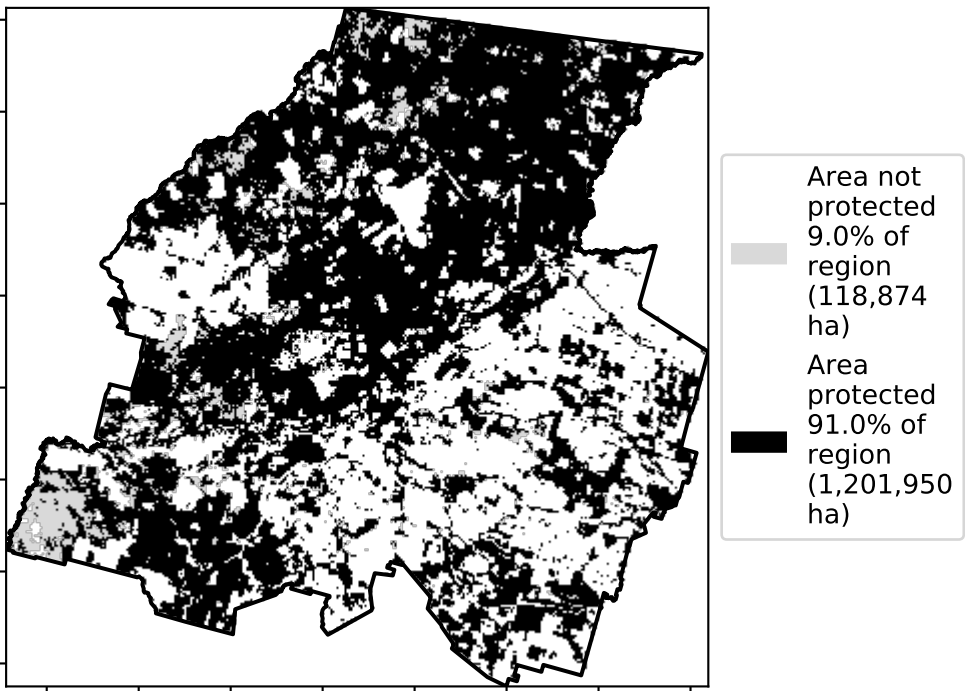 Area not
protected
9.0% of
region
(118,874
ha)
Area
protected
91.0% of
region
(1,201,950
ha)